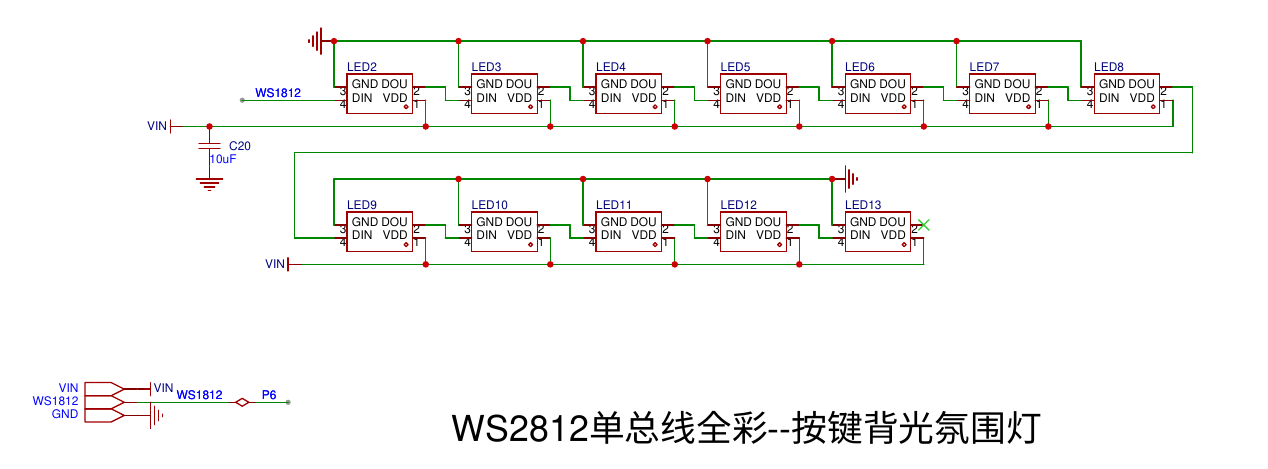 LED2 LED3 LED4 LED5 LED6 LED7 LED8
GND DOU GND DOU GND DOU GND DOU GND DOU GND DOU GND DOU
3 2 3 2 3 2 3 2 3 2 3 2 3 2
WS1812 DIN VDD DIN VDD DIN VDD DIN VDD DIN VDD DIN VDD DIN VDD
4 1 4 1 4 1 4 1 4 1 4 1 4 1
VIN
C20
10uF
LED9 LED10 LED11 LED12 LED13
GND DOU GND DOU GND DOU GND DOU GND DOU
3 2 3 2 3 2 3 2 3 2
DIN VDD DIN VDD DIN VDD DIN VDD DIN VDD
4 1 4 1 4 1 4 1 4 1
VIN
VIN VIN
WS1812 WS1812 P6
GND
WS2812单总线全彩--按键背光氛围灯